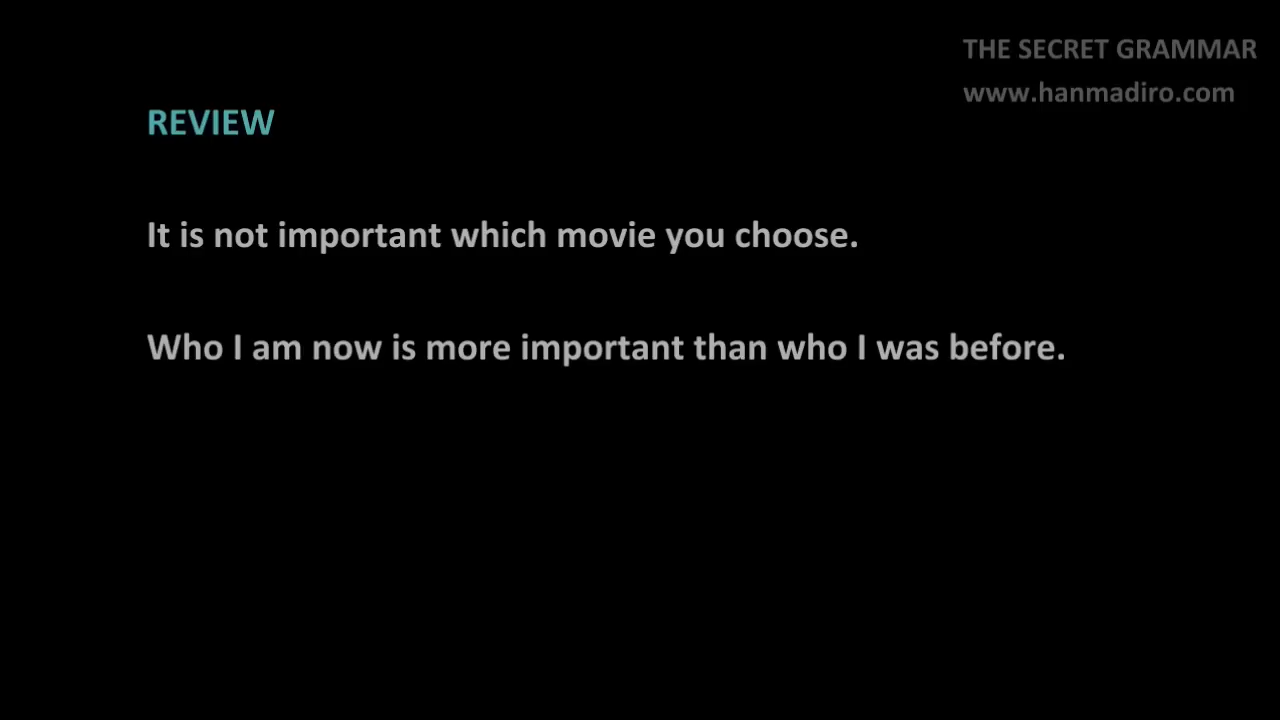 THE SECRET GRAMMAR
www.hanmadiro.com
REVIEW
It is not important which movie you choose.
Who I am now is more important than who I was before.